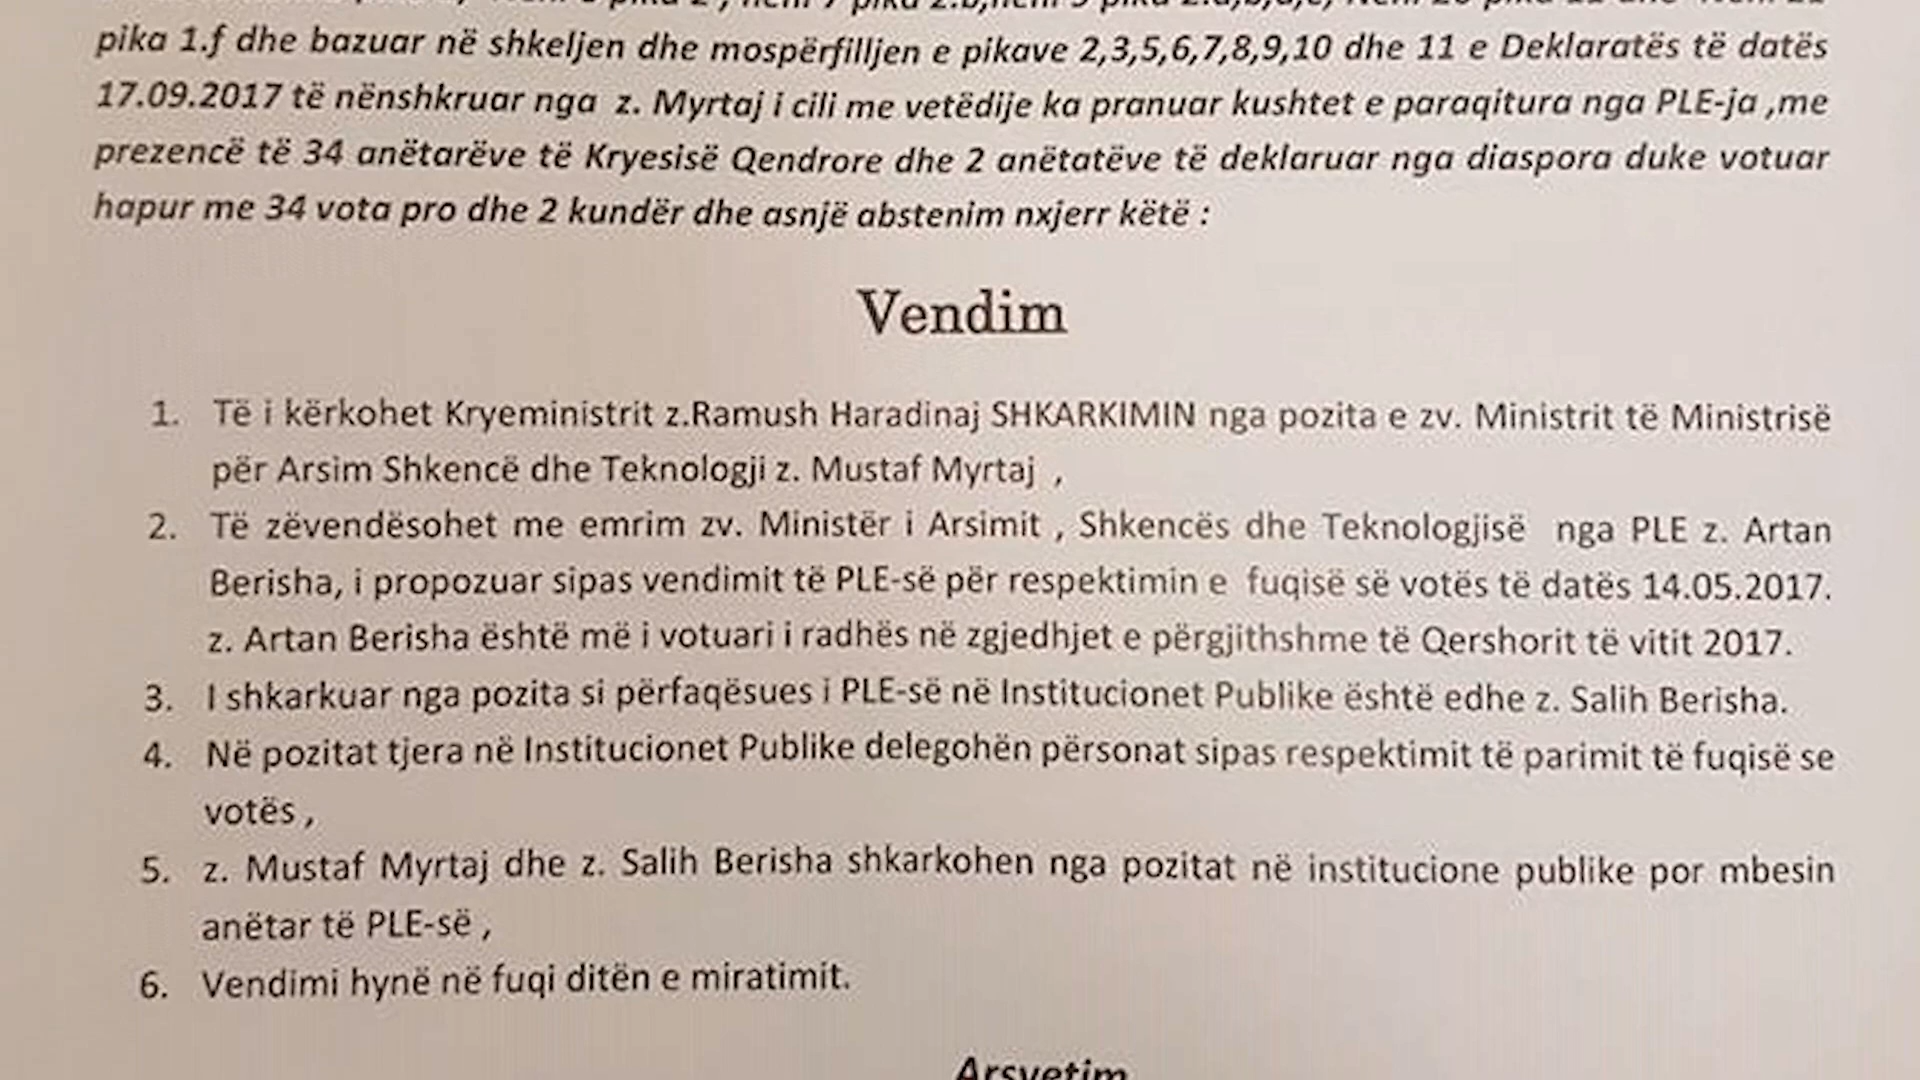 pika 1.f dhe bazuar në shkeljen dhe mospërfilljen e pikave 2,3,5,6,7,8,9,10 dhe 11 e Deklaratës të datës
17.09.2017 të nënshkruar nga z. Myrtaj i cili me vetëdije ka pranuar kushtet e paraqitura nga PLE-ja ,me
prezencë të 34 anëtarëve të Kryesisë Qendrore dhe 2 anëtatëve të deklaruar nga diaspora duke votuar
hapur me 34 vota pro dhe 2 kundër dhe asnjë abstenim nxjerr këtë :
Vendim
1. Të i kërkohet Kryeministrit z.Ramush Haradinaj SHKARKIMIN nga pozita e zv. Ministrit të Ministrisë
për Arsim Shkencë dhe Teknologji z. Mustaf Myrtaj ,
2. Të zëvendësohet me emrim zv. Ministër i Arsimit , Shkencës dhe Teknologjisë nga PLE z. Artan
Berisha, i propozuar sipas vendimit të PLE-së për respektimin e fuqisë së votës të datës 14.05.2017.
z. Artan Berisha është më i votuari i radhës në zgjedhjet e përgjithshme të Qershorit të vitit 2017.
3. I shkarkuar nga pozita si përfaqësues i PLE-së në Institucionet Publike është edhe z. Salih Berisha.
4. Në pozitat tjera në Institucionet Publike delegohën përsonat sipas respektimit të parimit të fuqisë se
votës ,
5. z. Mustaf Myrtaj dhe z. Salih Berisha shkarkohen nga pozitat në institucione publike por mbesin
anëtar të PLE-së ,
6. Vendimi hynë në fuqi ditën e miratimit.
Arsvetim